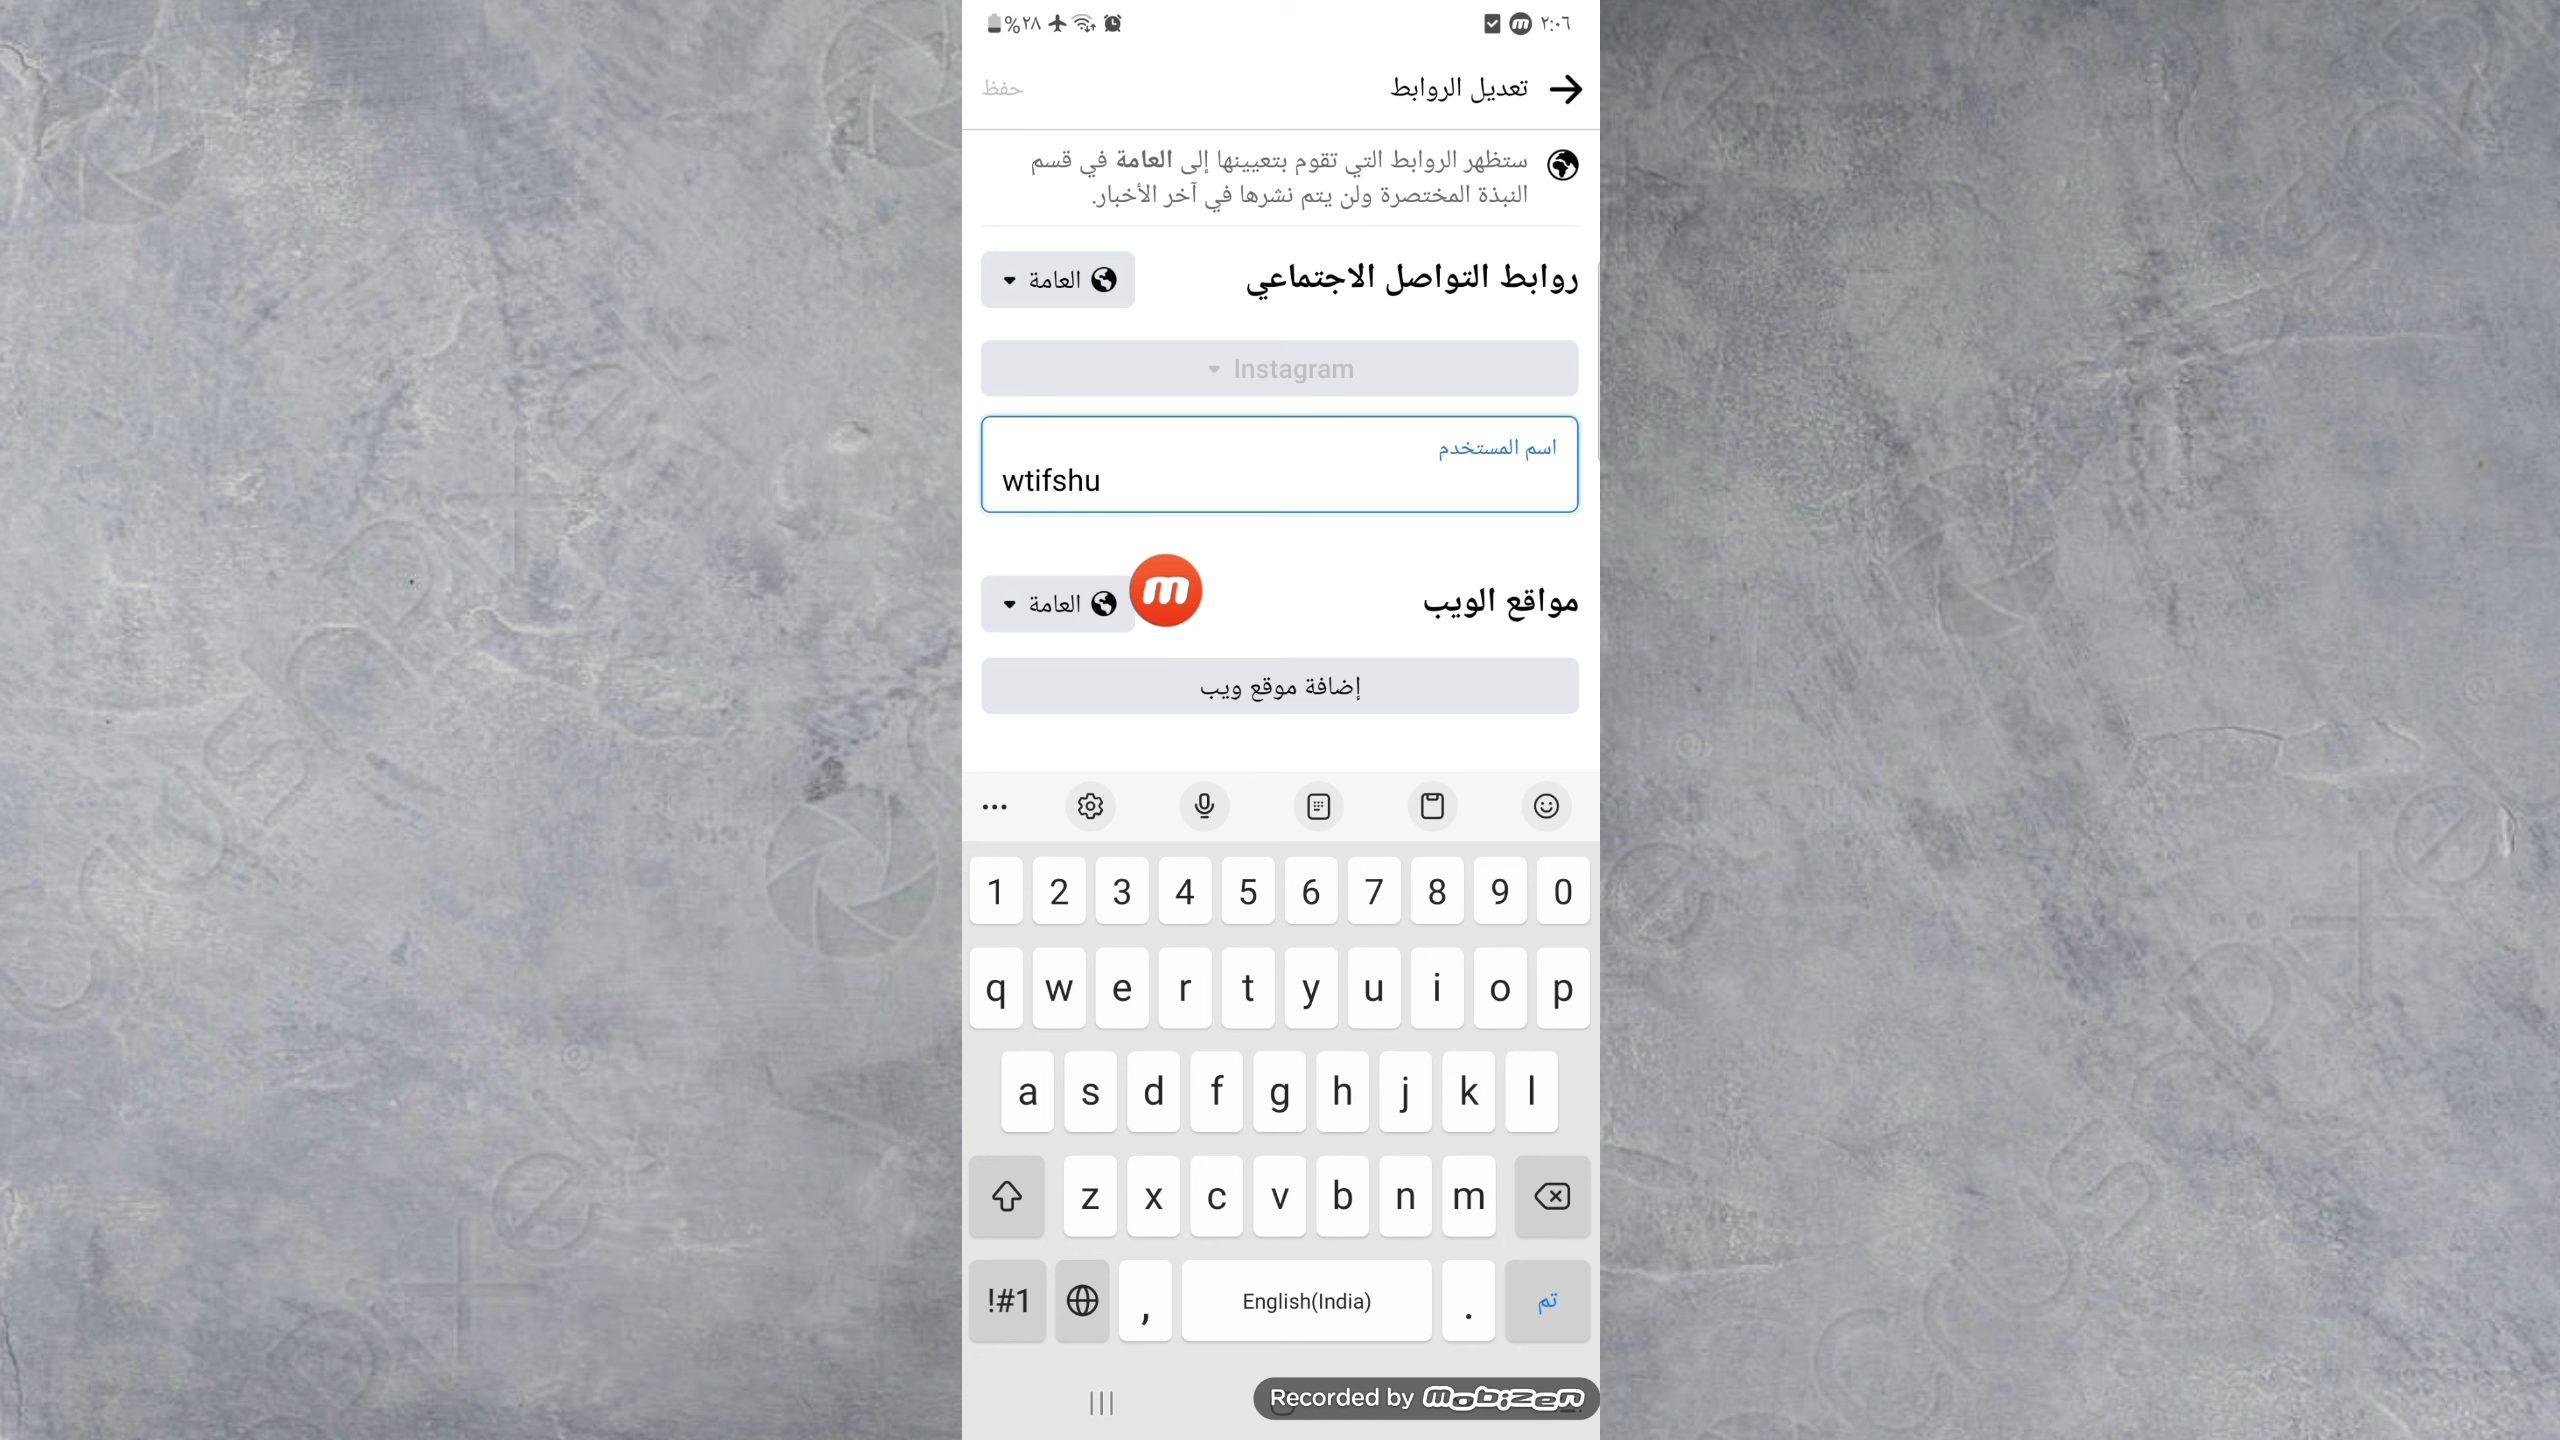 %٢٨
٢:٠٦
تعديل الروابط
حفظ
ستظهر الروابط التي تقوم بتعيينها إلى العامة في قسم
النبذة المختصرة ولن يتم نشرها في آخر الأخبار.
روابط التواصل الاجتماعي
العامة
Instagram
اسم المستخدم
wtifshu
مواقع الويب
العامة
m
إضافة موقع ويب
1 2 3 4 5 6 7 8 9 0
q w e r t y u i o p
a s d f g h j k l
z x c v b n m
!#1 , English(India) . تم
Recorded by mobizen